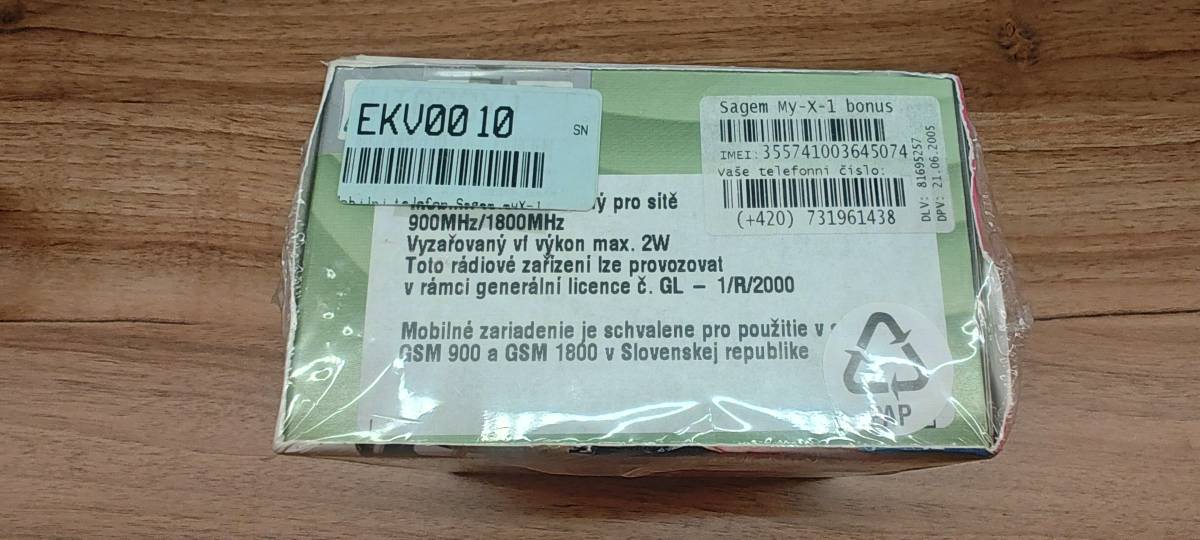 EKV0010
SN
Sagem My-X-1 bonus
IMEI: 355741003645074
vaše telefonní číslo:
(+420) 731961438
DLV: 81695257
DPV: 21.06.2005
ý pro sítě
900MHz/1800MHz
Vyzařovaný vf výkon max. 2W
Toto rádiové zařízení lze provozovat
v rámci generální licence č. GL – 1/R/2000
Mobilné zariadenie je schvalene pro použitie v
GSM 900 a GSM 1800 v Slovenskej republike
AP